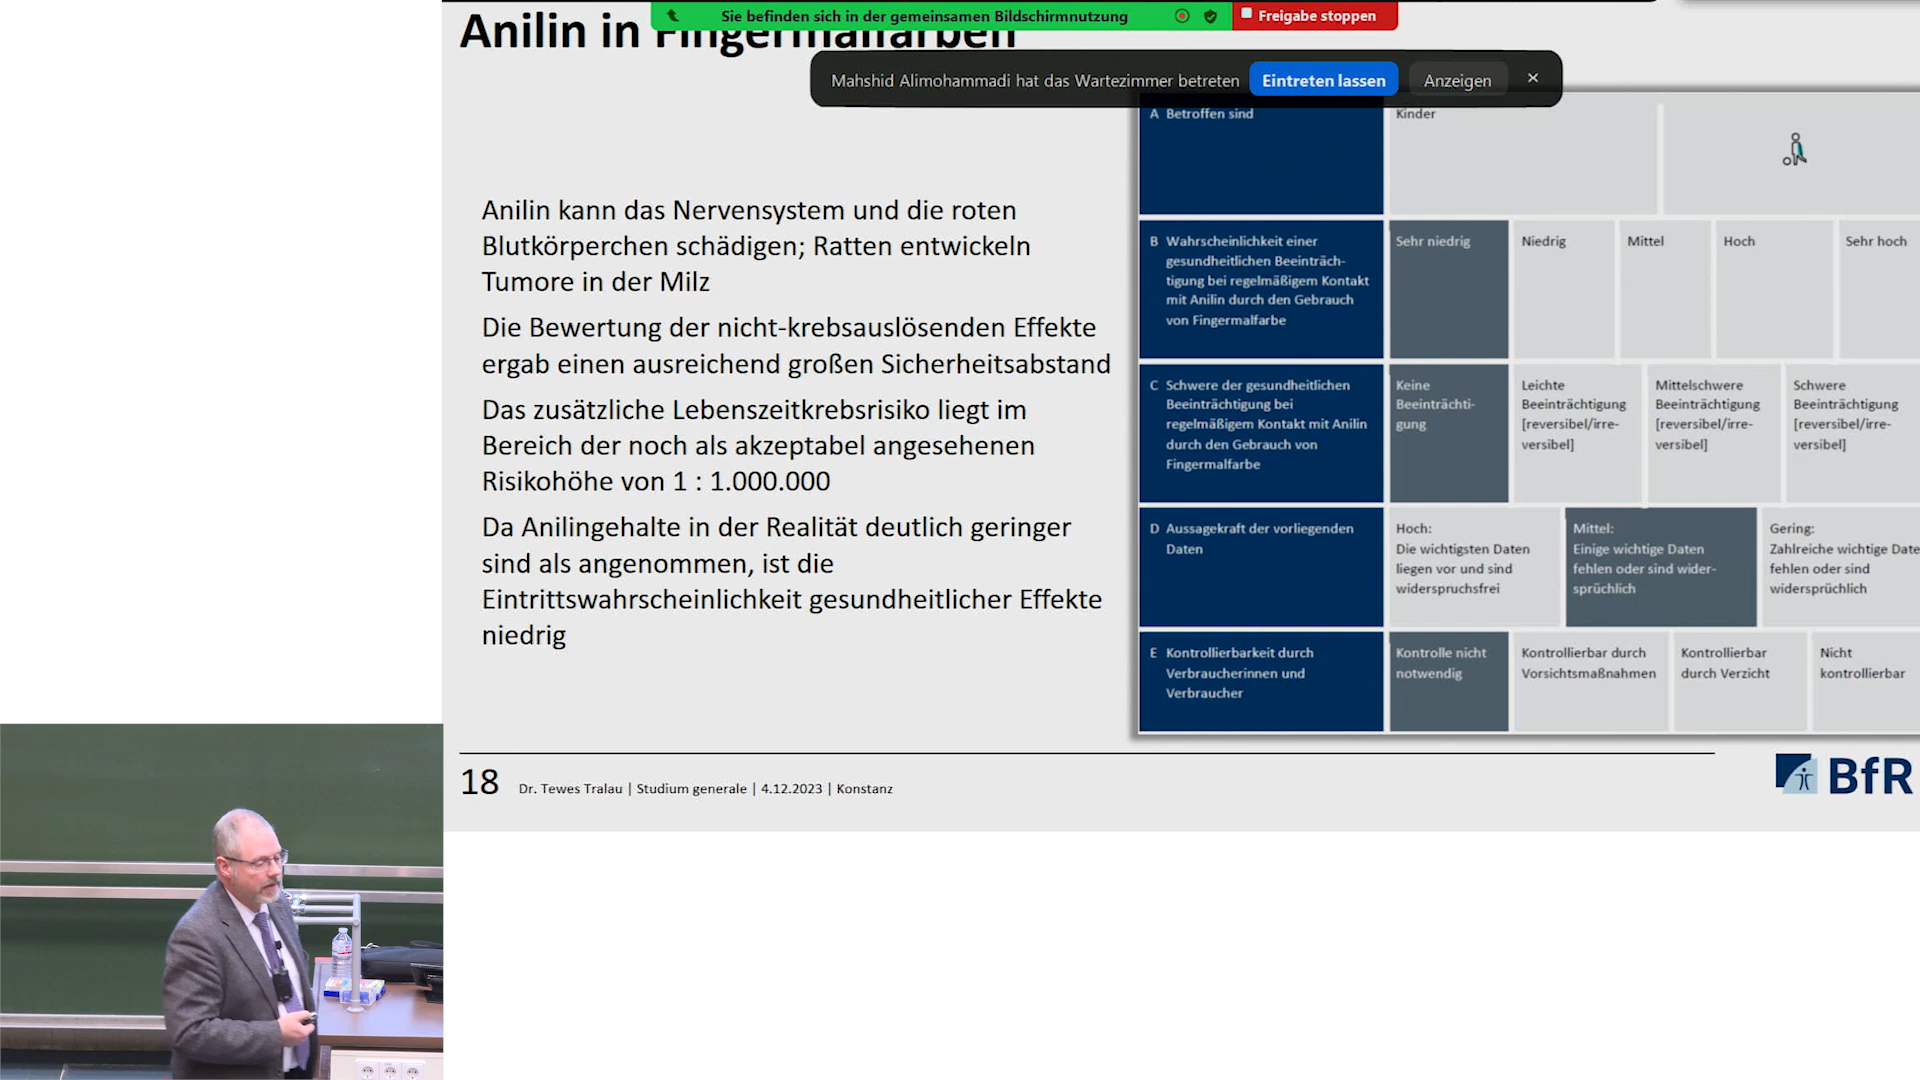 Anilin in Fingermalfarben
Sie befinden sich in der gemeinsamen Bildschirmnutzung
Freigabe stoppen
Mahshid Alimohammadi hat das Wartezimmer betreten
Eintreten lassen
Anzeigen
Anilin kann das Nervensystem und die roten
Blutkörperchen schädigen; Ratten entwickeln
Tumore in der Milz
Die Bewertung der nicht-krebsauslösenden Effekte
ergab einen ausreichend großen Sicherheitsabstand
Das zusätzliche Lebenszeitkrebsrisiko liegt im
Bereich der noch als akzeptabel angesehenen
Risikohöhe von 1 : 1.000.000
Da Anilingehalte in der Realität deutlich geringer
sind als angenommen, ist die
Eintrittswahrscheinlichkeit gesundheitlicher Effekte
niedrig
A Betroffen sind
Kinder
B Wahrscheinlichkeit einer
gesundheitlichen Beeinträch-
tigung bei regelmäßigem Kontakt
mit Anilin durch den Gebrauch
von Fingermalfarbe
Sehr niedrig
Niedrig
Mittel
Hoch
Sehr hoch
C Schwere der gesundheitlichen
Beeinträchtigung bei
regelmäßigem Kontakt mit Anilin
durch den Gebrauch von
Fingermalfarbe
Keine
Beeinträchti-
gung
Leichte
Beeinträchtigung
[reversibel/irre-
versibel]
Mittelschwere
Beeinträchtigung
[reversibel/irre-
versibel]
Schwere
Beeinträchtigung
[reversibel/irre-
versibel]
D Aussagekraft der vorliegenden
Daten
Hoch:
Die wichtigsten Daten
liegen vor und sind
widerspruchsfrei
Mittel:
Einige wichtige Daten
fehlen oder sind wider-
sprüchlich
Gering:
Zahlreiche wichtige Date
fehlen oder sind
widersprüchlich
E Kontrollierbarkeit durch
Verbraucherinnen und
Verbraucher
Kontrolle nicht
notwendig
Kontrollierbar durch
Vorsichtsmaßnahmen
Kontrollierbar
durch Verzicht
Nicht
kontrollierbar
18 Dr. Tewes Tralau | Studium generale | 4.12.2023 | Konstanz
BfR